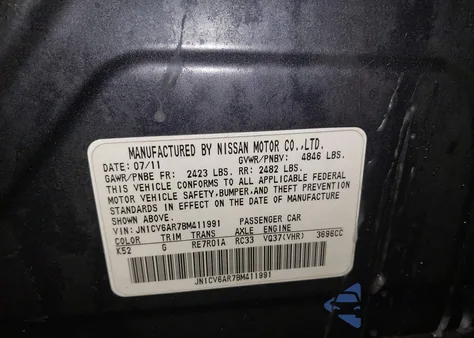 MANUFACTURED BY NISSAN MOTOR CO.,LTD.
DATE: 07/11 GVWR/PNBV: 4846 LBS.
GAWR/PNBE FR: 2423 LBS. RR: 2482 LBS.
THIS VEHICLE CONFORMS TO ALL APPLICABLE FEDERAL
MOTOR VEHICLE SAFETY,BUMPER,AND THEFT PREVENTION
STANDARDS IN EFFECT ON THE DATE OF MANUFACTURE
SHOWN ABOVE.
VIN: JN1CV6AR7BM411991 PASSENGER CAR
COLOR TRIM TRANS AXLE ENGINE
K52 G RE7R01A RC33 VQ37(VHR) 3696CC
JN1CV6AR7BM411991